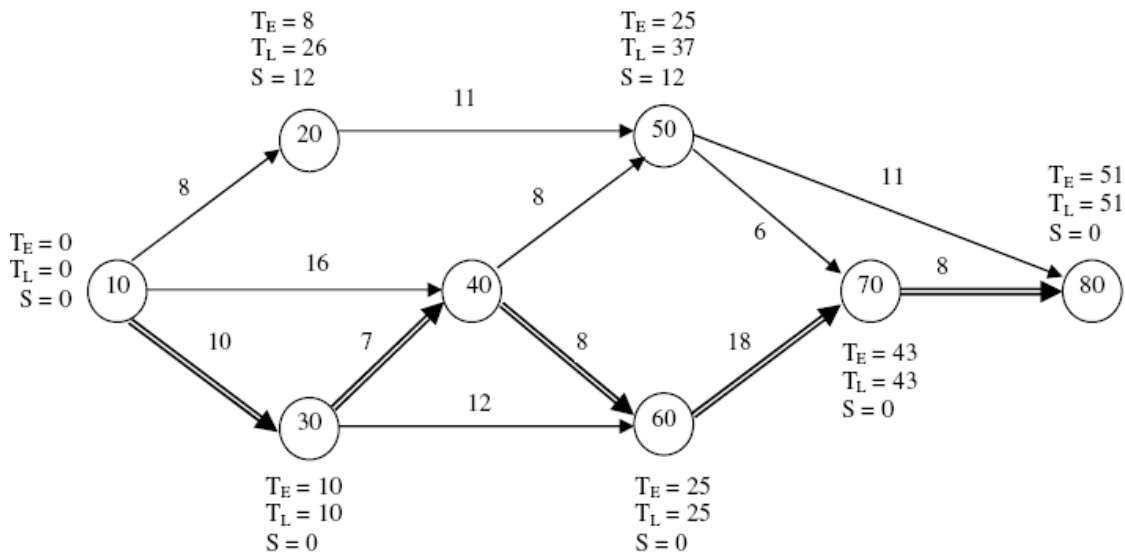 T_E = 8
T_L = 26
S = 12
T_E = 25
T_L = 37
S = 12
11
20
50
8
8
11
T_E = 51
T_L = 51
S = 0
6
T_E = 0
T_L = 0
S = 0
10
16
40
70
8
80
10
7
8
18
T_E = 43
T_L = 43
S = 0
30
12
60
T_E = 10
T_L = 10
S = 0
T_E = 25
T_L = 25
S = 0